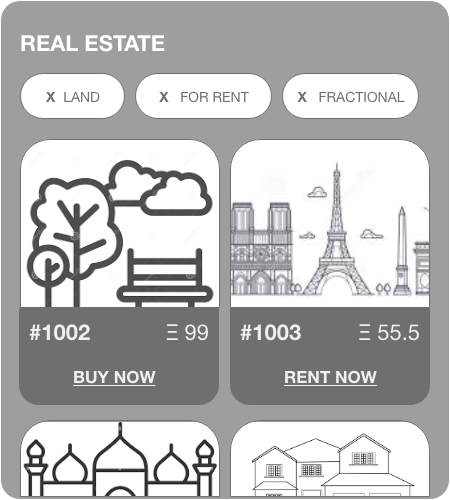 REAL ESTATE
X LAND
X FOR RENT
X FRACTIONAL
#1002 Ξ 99
BUY NOW
#1003 Ξ 55.5
RENT NOW